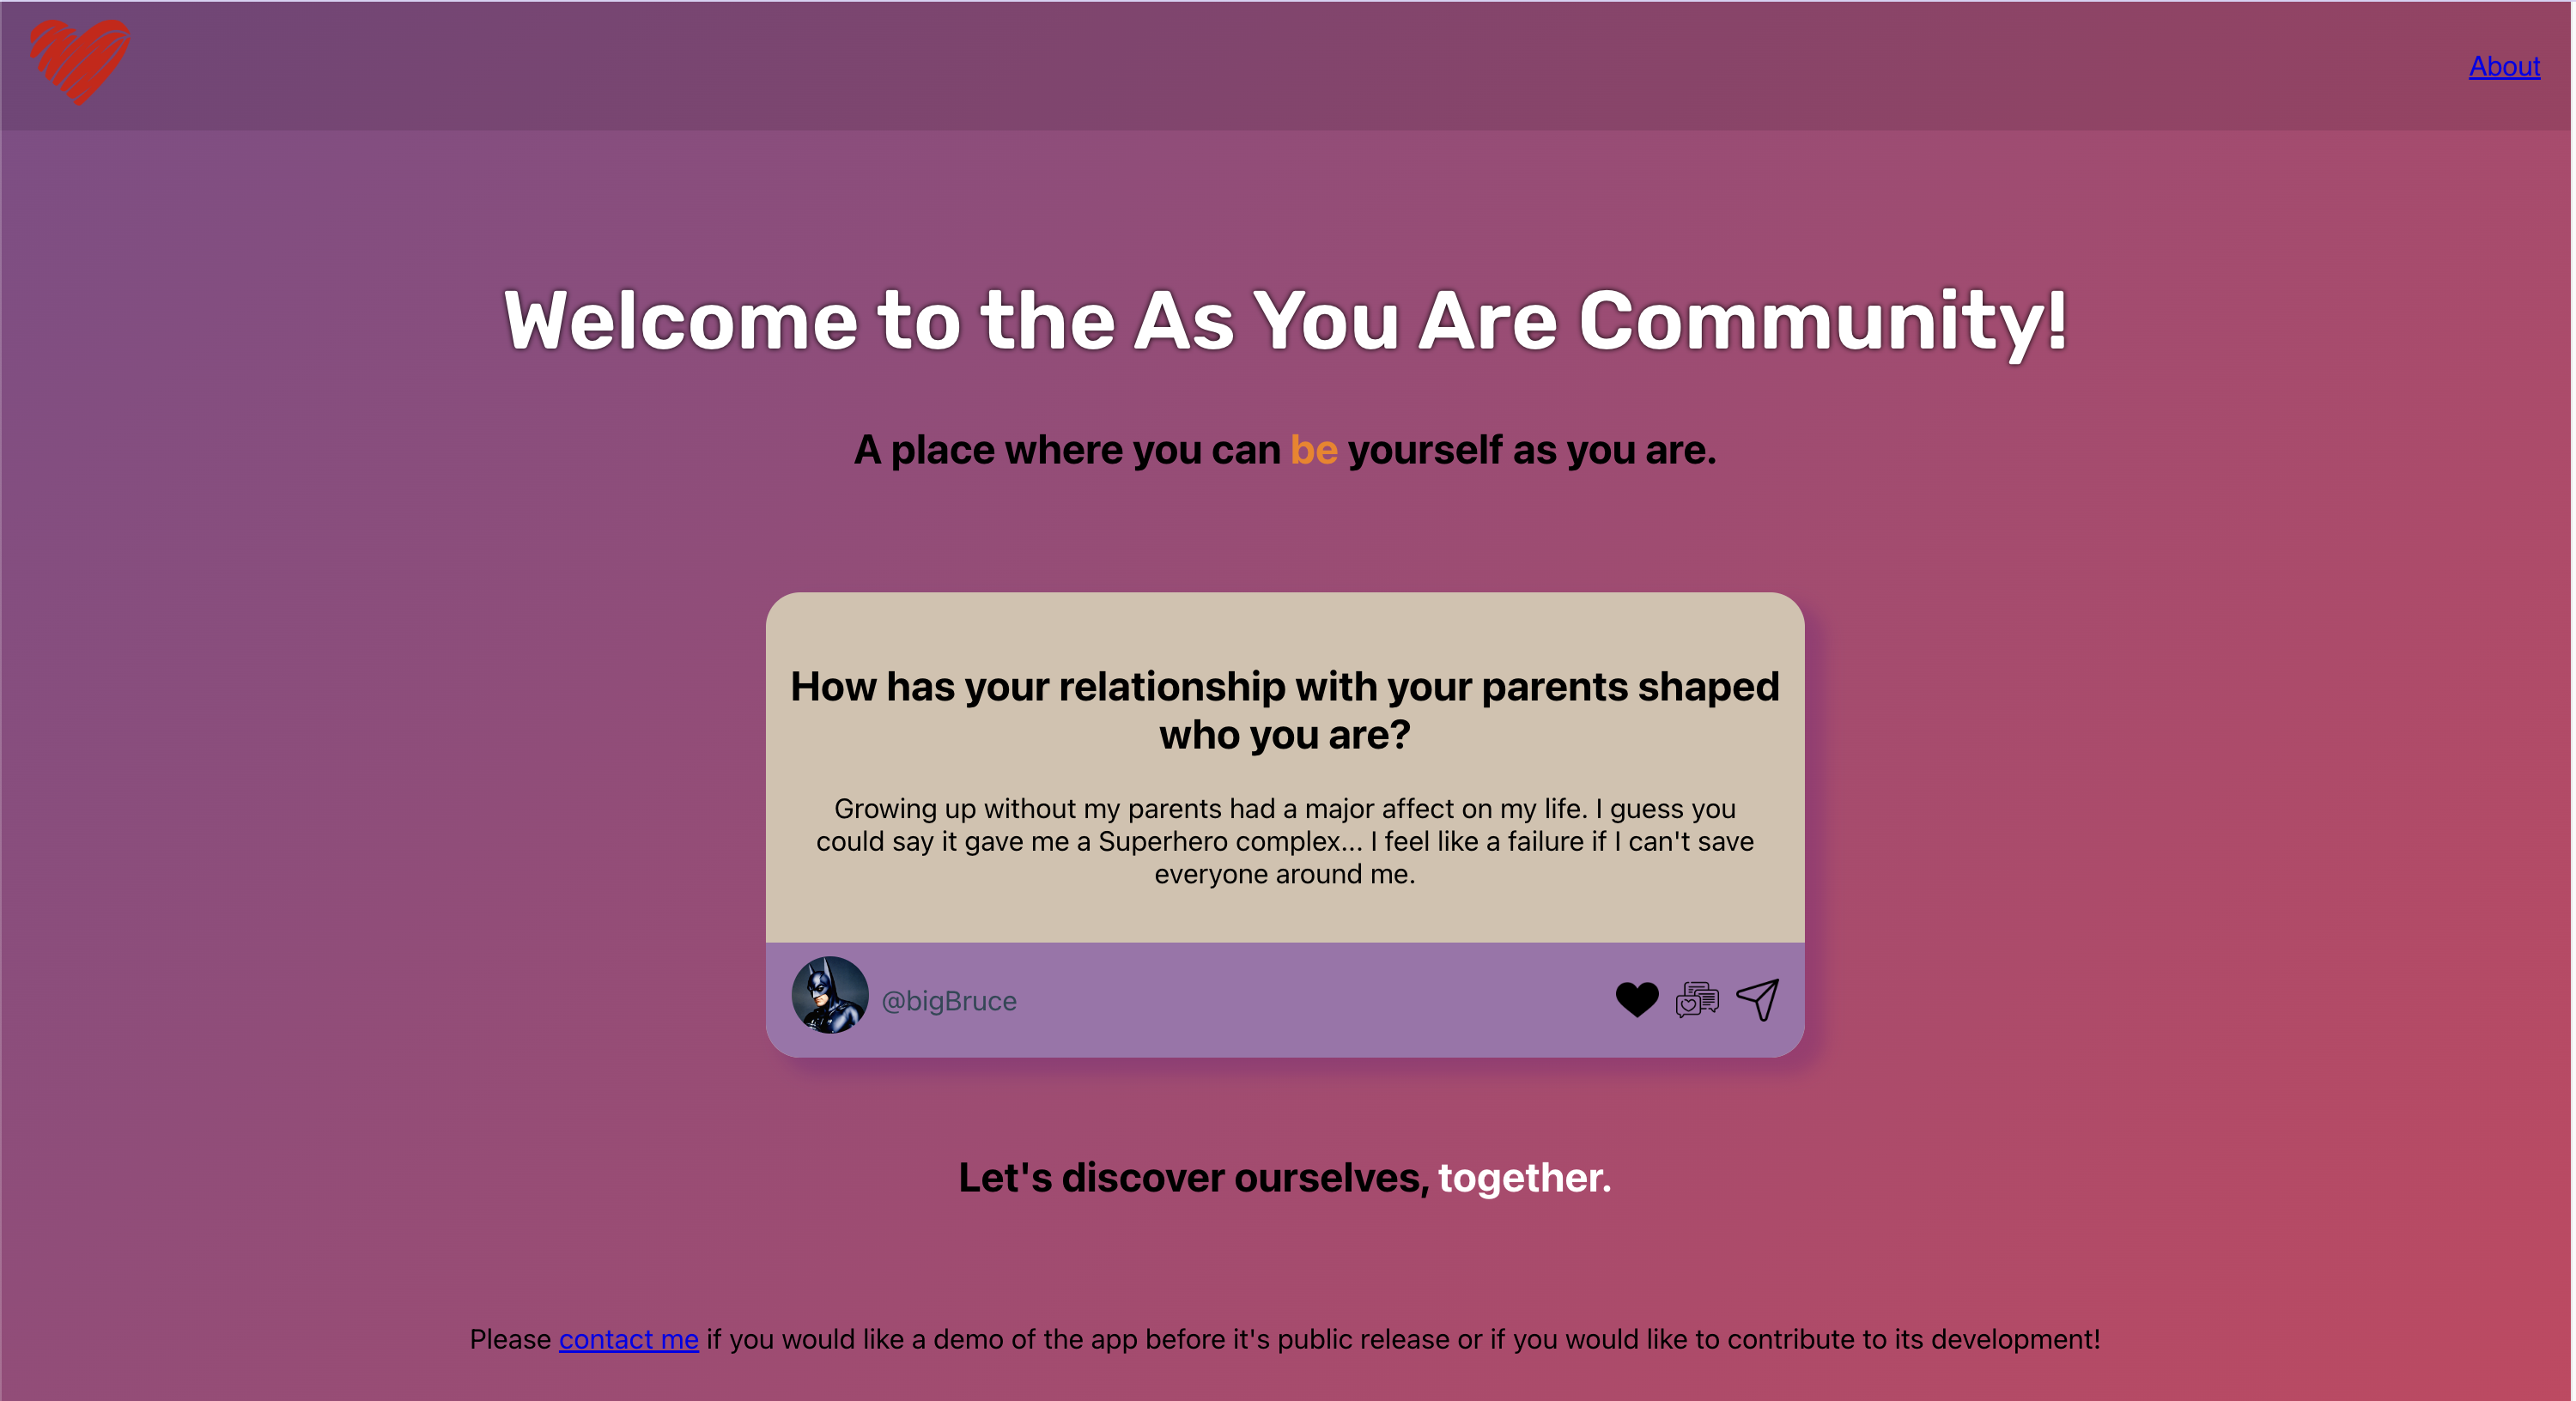 About
Welcome to the As You Are Community!
A place where you can be yourself as you are.
How has your relationship with your parents shaped
who you are?
Growing up without my parents had a major affect on my life. I guess you
could say it gave me a Superhero complex... I feel like a failure if I can't save
everyone around me.
@bigBruce
Let's discover ourselves, together.
Please contact me if you would like a demo of the app before it's public release or if you would like to contribute to its development!